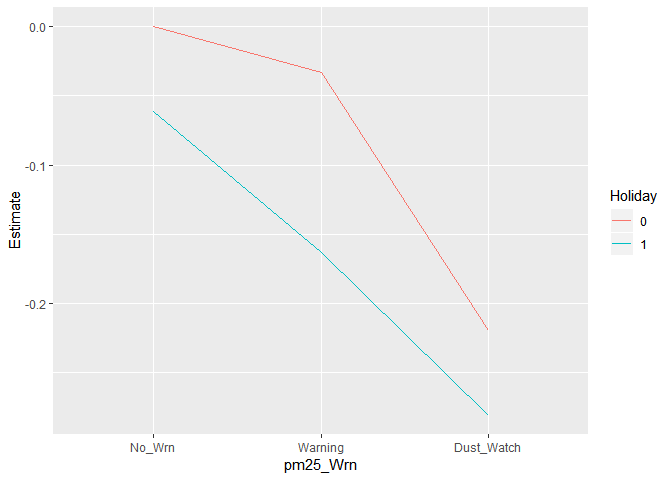 0.0
-0.1
-0.2
Estimate
No_Wrn Warning Dust_Watch
pm25_Wrn
Holiday
0
1